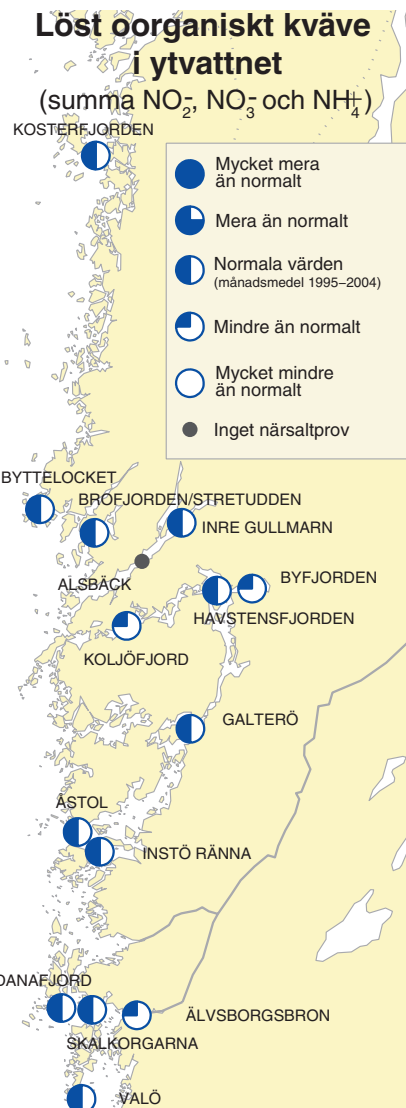 Löst oorganiskt kväve
i ytvattnet
(summa NO₂⁻, NO₃⁻ och NH₄⁺)
KOSTERFJORDEN
Mycket mera
än normalt
Mera än normalt
Normala värden
(månadsmedel 1995–2004)
Mindre än normalt
Mycket mindre
än normalt
Inget närsaltprov
BYTTELOCKET
BROFJORDEN/STRETUDDEN
INRE GULLMARN
ALSBÄCK
BYFJORDEN
HAVSTENSFJORDEN
KOLJÖFJORD
GALTERÖ
ÅSTOL
INSTÖ RÄNNA
DANAFJORD
ÄLVSBORGSBRON
SKALKORGARNA
VALÖ